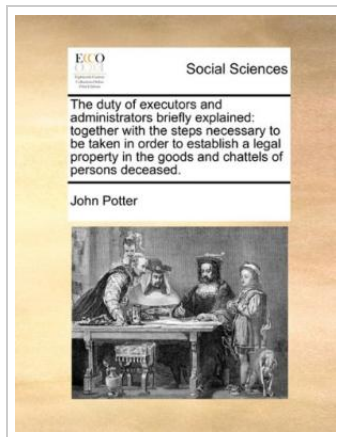 ECCO
Social Sciences
The duty of executors and
administrators briefly explained:
together with the steps necessary to
be taken in order to establish a legal
property in the goods and chattels of
persons deceased.
John Potter